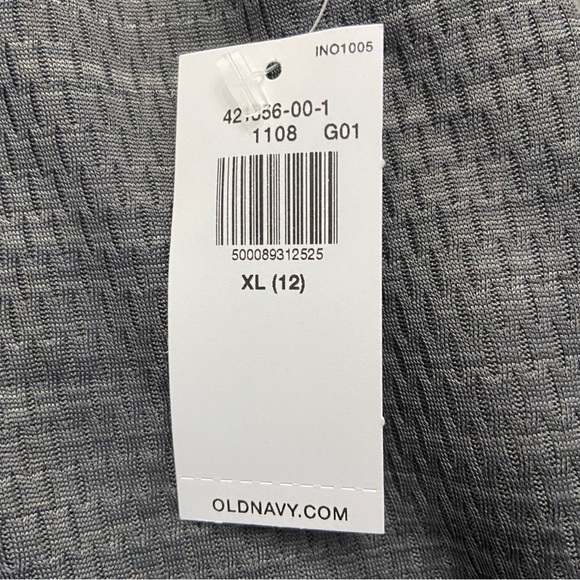 INO1005
1108 G01
500089312525
XL (12)
OLDNAVY.COM